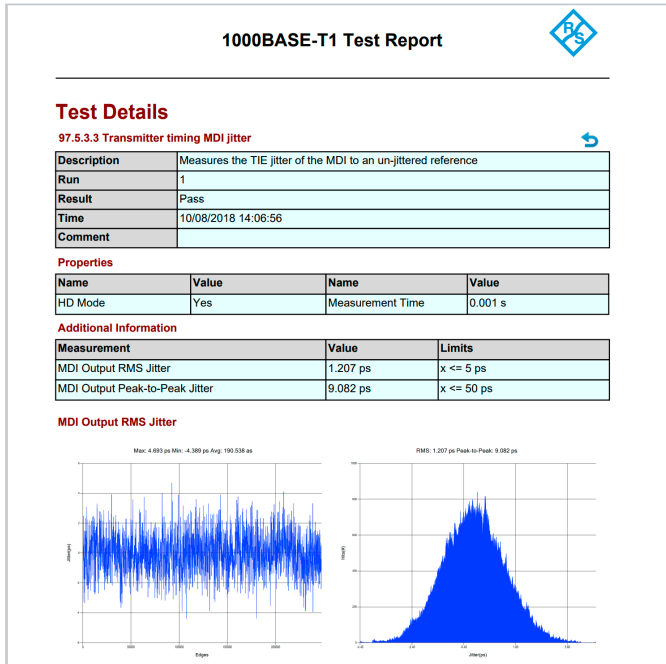 1000BASE-T1 Test Report
R S
Test Details
97.5.3.3 Transmitter timing MDI jitter
Description Measures the TIE jitter of the MDI to an un-jittered reference
Run 1
Result Pass
Time 10/08/2018 14:06:56
Comment
Properties
Name Value Name Value
HD Mode Yes Measurement Time 0.001 s
Additional Information
Measurement Value Limits
MDI Output RMS Jitter 1.207 ps x <= 5 ps
MDI Output Peak-to-Peak Jitter 9.082 ps x <= 50 ps
MDI Output RMS Jitter
Max: 4.693 ps Min: -4.389 ps Avg: 190.538 as
RMS: 1.207 ps Peak-to-Peak: 9.082 ps
Jitter(ps)
Edges
Hits(#)
Jitter(ps)